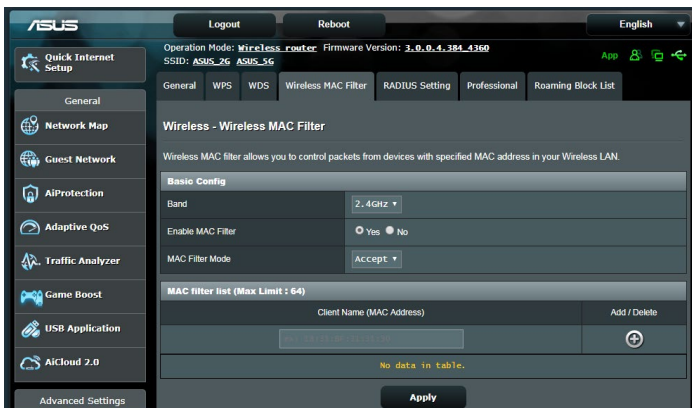 ASUS
Logout
Reboot
English
Quick Internet Setup
Operation Mode: Wireless router Firmware Version: 3.0.0.4.384_4360
SSID: ASUS_2G ASUS_5G
App
General
WPS
WDS
Wireless MAC Filter
RADIUS Setting
Professional
Roaming Block List
General
Network Map
Guest Network
AiProtection
Adaptive QoS
Traffic Analyzer
Game Boost
USB Application
AiCloud 2.0
Advanced Settings
Wireless - Wireless MAC Filter
Wireless MAC filter allows you to control packets from devices with specified MAC address in your Wireless LAN.
Basic Config
Band
2.4GHz
Enable MAC Filter
Yes
No
MAC Filter Mode
Accept
MAC filter list (Max Limit : 64)
Client Name (MAC Address)
Add / Delete
No data in table.
Apply